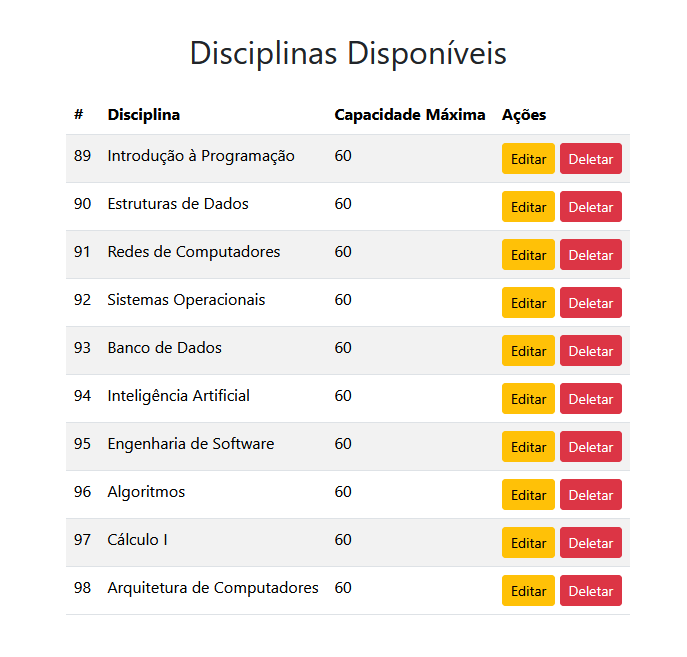 Disciplinas Disponíveis
# Disciplina Capacidade Máxima Ações
89 Introdução à Programação 60 Editar Deletar
90 Estruturas de Dados 60 Editar Deletar
91 Redes de Computadores 60 Editar Deletar
92 Sistemas Operacionais 60 Editar Deletar
93 Banco de Dados 60 Editar Deletar
94 Inteligência Artificial 60 Editar Deletar
95 Engenharia de Software 60 Editar Deletar
96 Algoritmos 60 Editar Deletar
97 Cálculo I 60 Editar Deletar
98 Arquitetura de Computadores 60 Editar Deletar